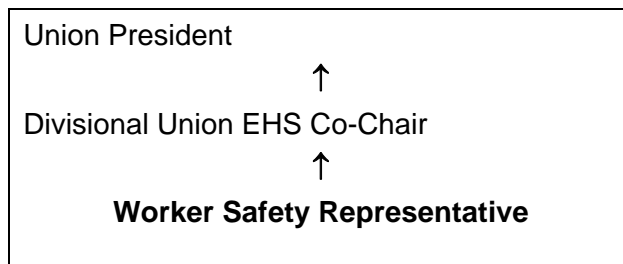 Union President
↑
Divisional Union EHS Co-Chair
↑
Worker Safety Representative